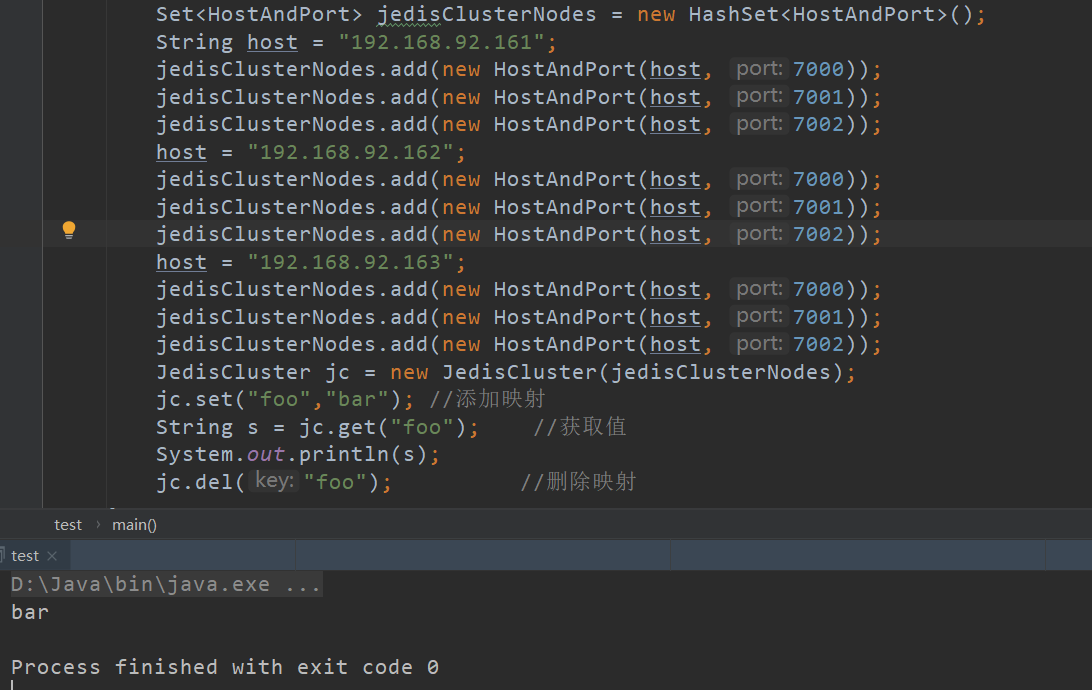 Set<HostAndPort> jedisClusterNodes = new HashSet<HostAndPort>();
String host = "192.168.92.161";
jedisClusterNodes.add(new HostAndPort(host, port: 7000));
jedisClusterNodes.add(new HostAndPort(host, port: 7001));
jedisClusterNodes.add(new HostAndPort(host, port: 7002));
host = "192.168.92.162";
jedisClusterNodes.add(new HostAndPort(host, port: 7000));
jedisClusterNodes.add(new HostAndPort(host, port: 7001));
jedisClusterNodes.add(new HostAndPort(host, port: 7002));
host = "192.168.92.163";
jedisClusterNodes.add(new HostAndPort(host, port: 7000));
jedisClusterNodes.add(new HostAndPort(host, port: 7001));
jedisClusterNodes.add(new HostAndPort(host, port: 7002));
JedisCluster jc = new JedisCluster(jedisClusterNodes);
jc.set("foo","bar"); //添加映射
String s = jc.get("foo"); //获取值
System.out.println(s);
jc.del( key: "foo"); //删除映射
test › main()
test ×
D:\Java\bin\java.exe ...
bar
Process finished with exit code 0